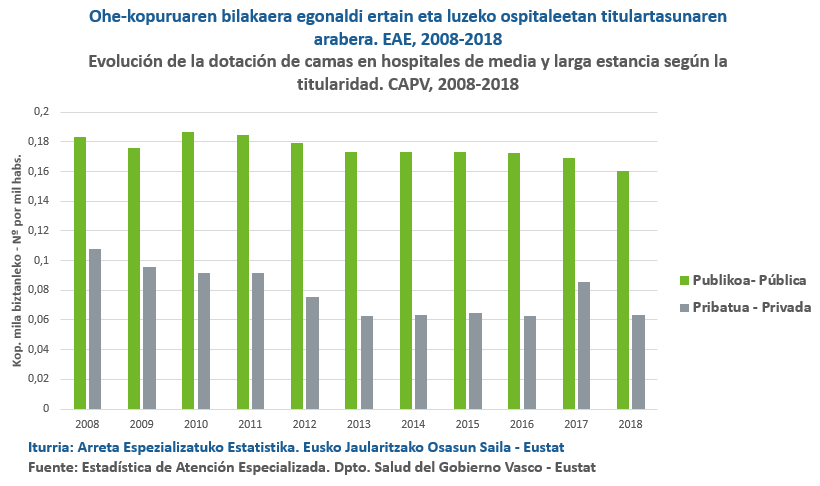 Ohe-kopuruaren bilakaera egonaldi ertain eta luzeko ospitaleetan titulartasunaren
arabera. EAE, 2008-2018
Evolución de la dotación de camas en hospitales de media y larga estancia según la
titularidad. CAPV, 2008-2018
Kop. mila biztanleko - Nº por mil habs.
0,2
0,18
0,16
0,14
0,12
0,1
0,08
0,06
0,04
0,02
0
2008 2009 2010 2011 2012 2013 2014 2015 2016 2017 2018
Publikoa- Pública
Pribatua - Privada
Iturria: Arreta Espezializatuko Estatistika. Eusko Jaularitzako Osasun Saila - Eustat
Fuente: Estadística de Atención Especializada. Dpto. Salud del Gobierno Vasco - Eustat